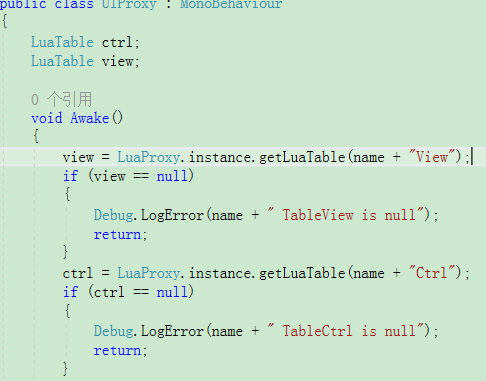 public class UIProxy : MonoBehaviour
{
    LuaTable ctrl;
    LuaTable view;
    0 个引用
    void Awake()
    {
        view = LuaProxy.instance.getLuaTable(name + "View");
        if (view == null)
        {
            Debug.LogError(name + " TableView is null");
            return;
        }
        ctrl = LuaProxy.instance.getLuaTable(name + "Ctrl");
        if (ctrl == null)
        {
            Debug.LogError(name + " TableCtrl is null");
            return;
        }